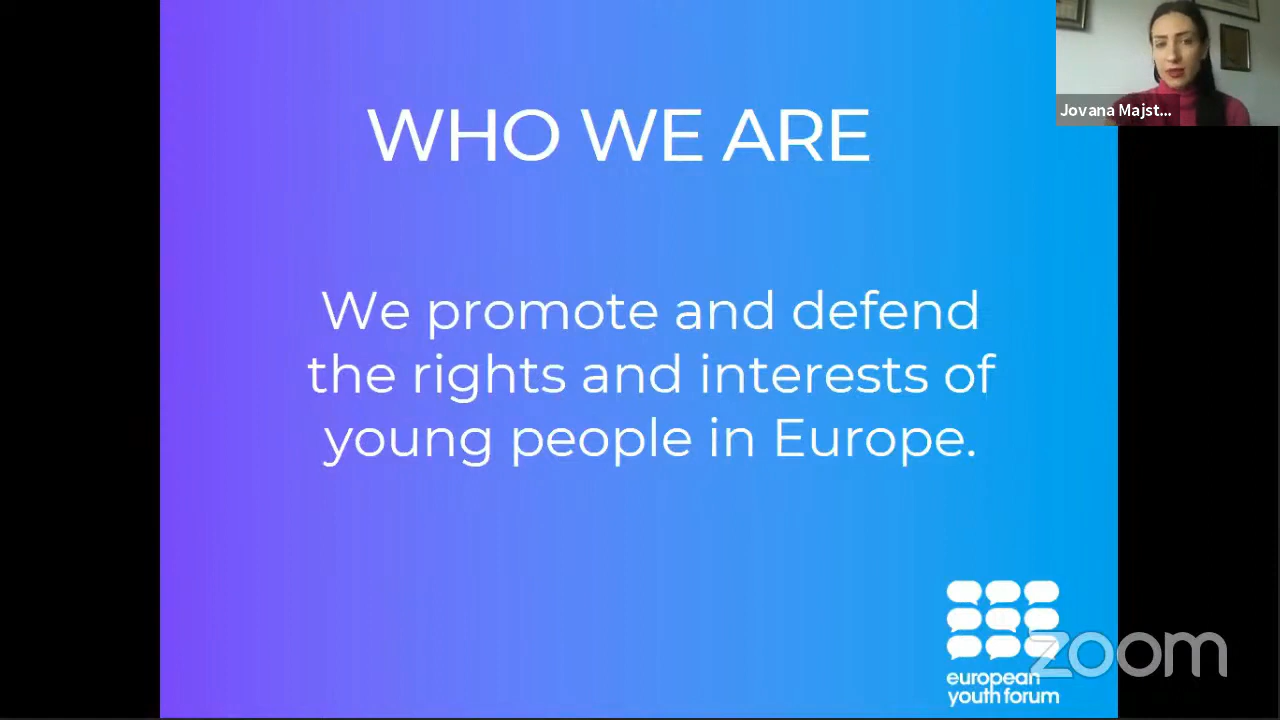 WHO WE ARE
Jovana Majst...
We promote and defend
the rights and interests of
young people in Europe.
european
youth forum
zoom